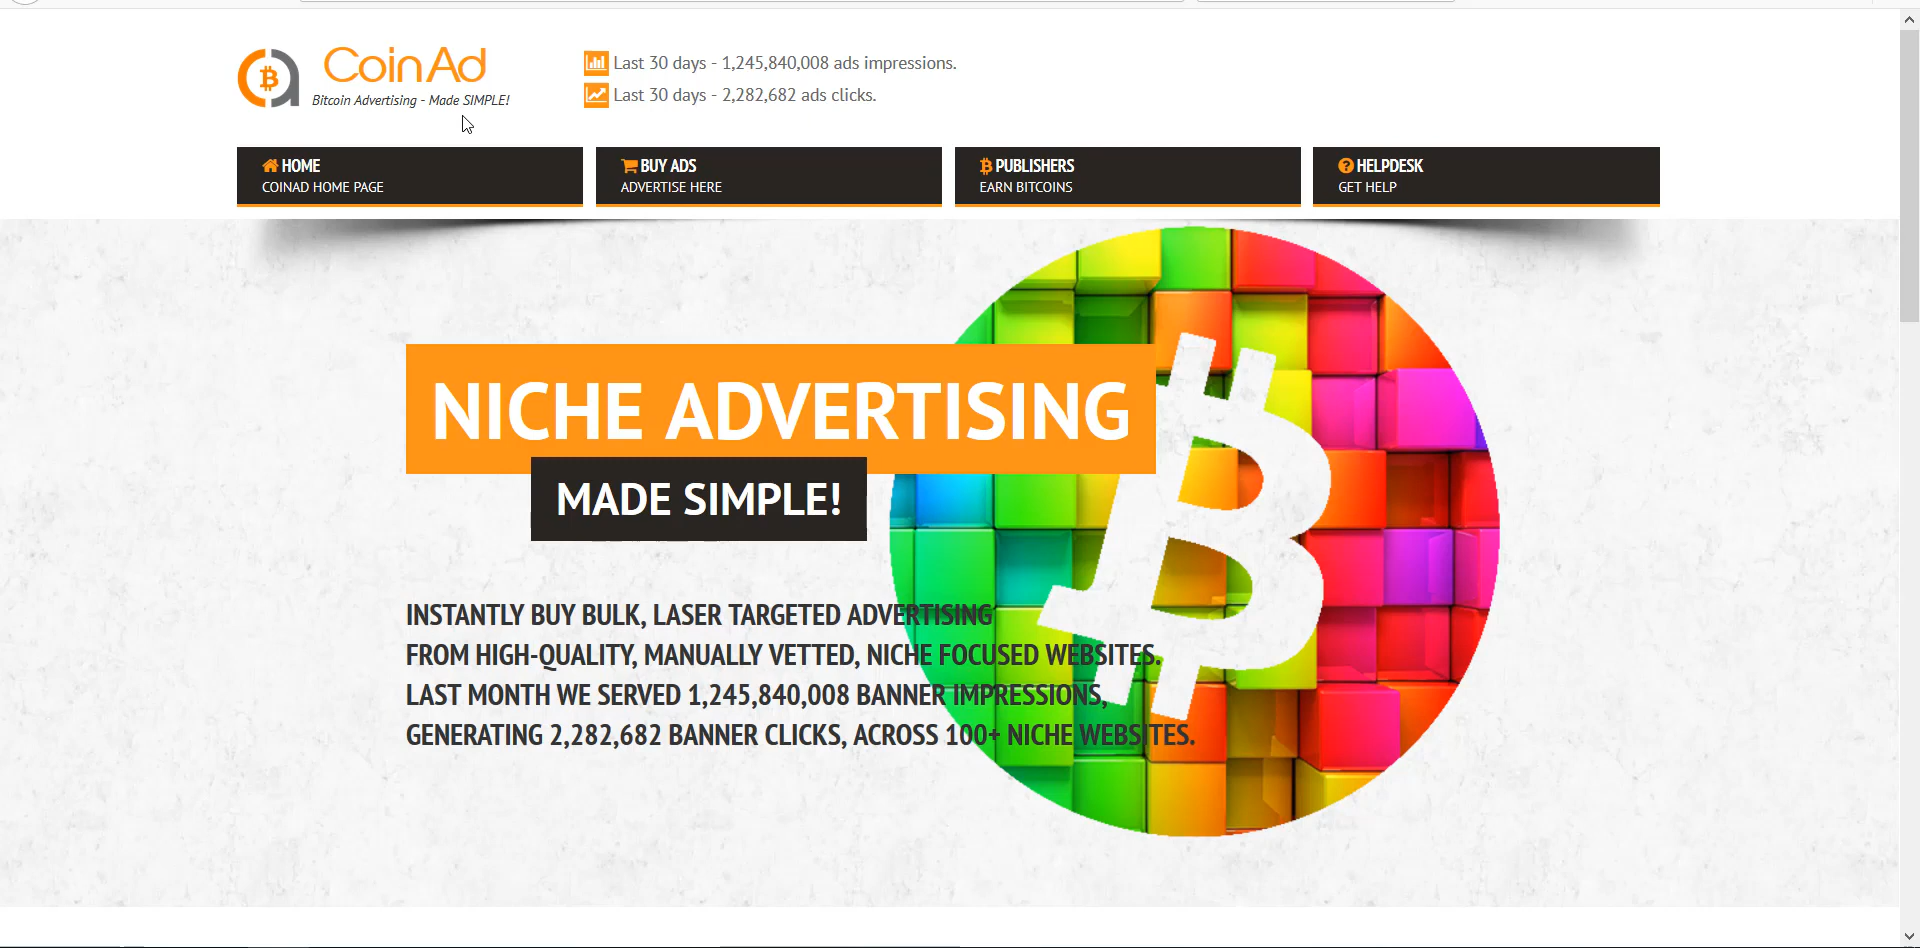 CoinAd
Bitcoin Advertising - Made SIMPLE!
Last 30 days - 1,245,840,008 ads impressions.
Last 30 days - 2,282,682 ads clicks.
HOME
COINAD HOME PAGE
BUY ADS
ADVERTISE HERE
PUBLISHERS
EARN BITCOINS
HELPDESK
GET HELP
NICHE ADVERTISING
MADE SIMPLE!
INSTANTLY BUY BULK, LASER TARGETED ADVERTISING
FROM HIGH-QUALITY, MANUALLY VETTED, NICHE FOCUSED WEBSITES.
LAST MONTH WE SERVED 1,245,840,008 BANNER IMPRESSIONS,
GENERATING 2,282,682 BANNER CLICKS, ACROSS 100+ NICHE WEBSITES.